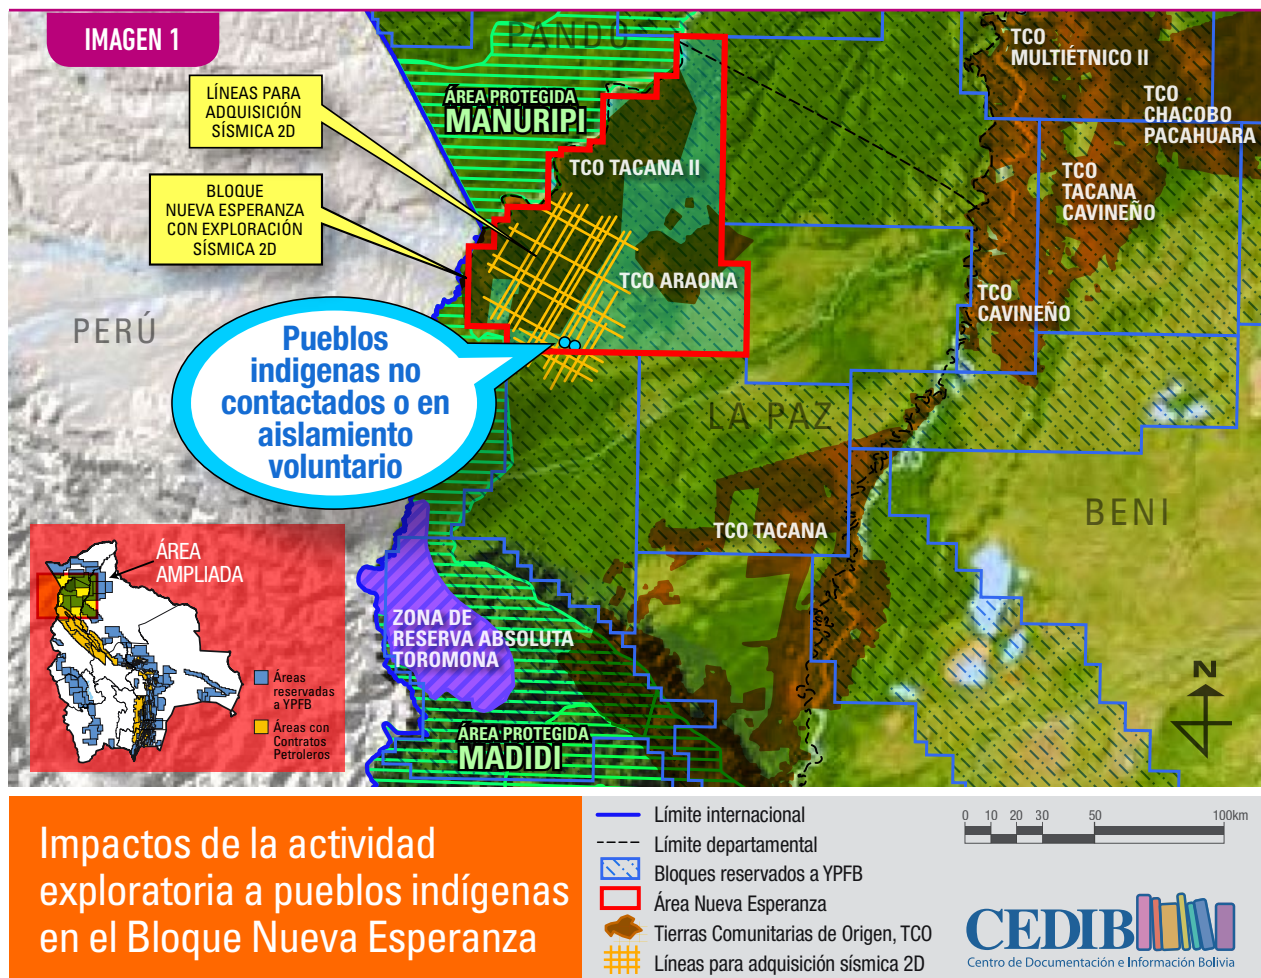 IMAGEN 1
PANDO
LÍNEAS PARA
ADQUISICIÓN
SÍSMICA 2D
ÁREA PROTEGIDA
MANURIPI
TCO
MULTIÉTNICO II
TCO
CHACOBO
PACAHUARA
TCO TACANA II
TCO
TACANA
CAVINEÑO
BLOQUE
NUEVA ESPERANZA
CON EXPLORACIÓN
SÍSMICA 2D
TCO ARAONA
TCO
CAVINEÑO
PERÚ
Pueblos
indígenas no
contactados o en
aislamiento
voluntario
LA PAZ
BENI
TCO TACANA
ÁREA
AMPLIADA
ZONA DE
RESERVA ABSOLUTA
TOROMONA
Áreas
reservadas
a YPFB
Áreas con
Contratos
Petroleros
ÁREA PROTEGIDA
MADIDI
N
Impactos de la actividad
exploratoria a pueblos indígenas
en el Bloque Nueva Esperanza
Límite internacional
Límite departamental
Bloques reservados a YPFB
Área Nueva Esperanza
Tierras Comunitarias de Origen, TCO
Líneas para adquisición sísmica 2D
0 10 20 30 50 100km
CEDIB
Centro de Documentación e Información Bolivia